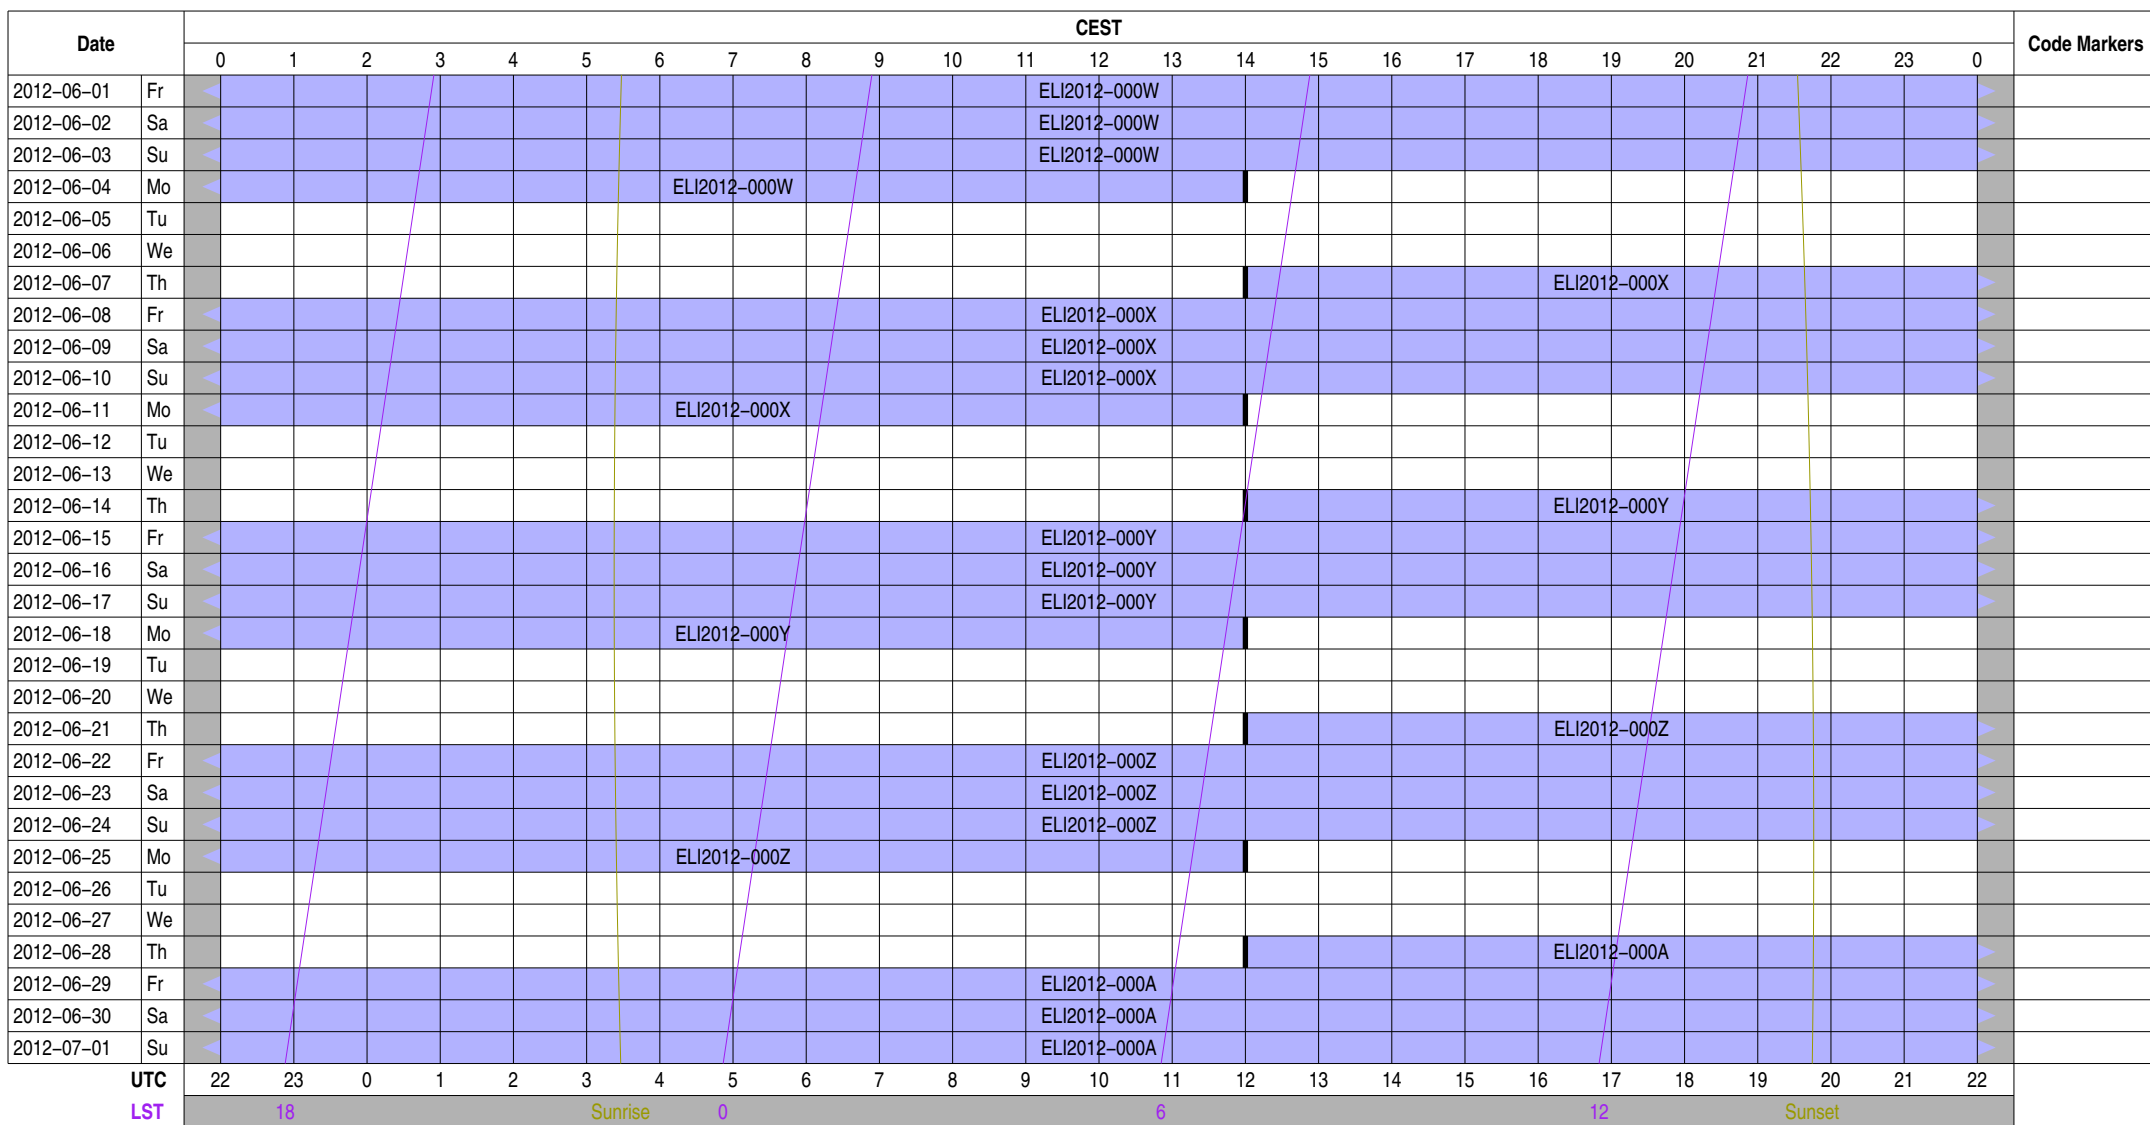 CEST
Date Code Markers
0 1 2 3 4 5 6 7 8 9 10 11 12 13 14 15 16 17 18 19 20 21 22 23 0
2012–06–01 Fr ELI2012–000W
2012–06–02 Sa ELI2012–000W
2012–06–03 Su ELI2012–000W
2012–06–04 Mo ELI2012–000W
2012–06–05 Tu
2012–06–06 We
2012–06–07 Th ELI2012–000X
2012–06–08 Fr ELI2012–000X
2012–06–09 Sa ELI2012–000X
2012–06–10 Su ELI2012–000X
2012–06–11 Mo ELI2012–000X
2012–06–12 Tu
2012–06–13 We
2012–06–14 Th ELI2012–000Y
2012–06–15 Fr ELI2012–000Y
2012–06–16 Sa ELI2012–000Y
2012–06–17 Su ELI2012–000Y
2012–06–18 Mo ELI2012–000Y
2012–06–19 Tu
2012–06–20 We
2012–06–21 Th ELI2012–000Z
2012–06–22 Fr ELI2012–000Z
2012–06–23 Sa ELI2012–000Z
2012–06–24 Su ELI2012–000Z
2012–06–25 Mo ELI2012–000Z
2012–06–26 Tu
2012–06–27 We
2012–06–28 Th ELI2012–000A
2012–06–29 Fr ELI2012–000A
2012–06–30 Sa ELI2012–000A
2012–07–01 Su ELI2012–000A
UTC 22 23 0 1 2 3 4 5 6 7 8 9 10 11 12 13 14 15 16 17 18 19 20 21 22
LST 18 Sunrise 0 6 12 Sunset